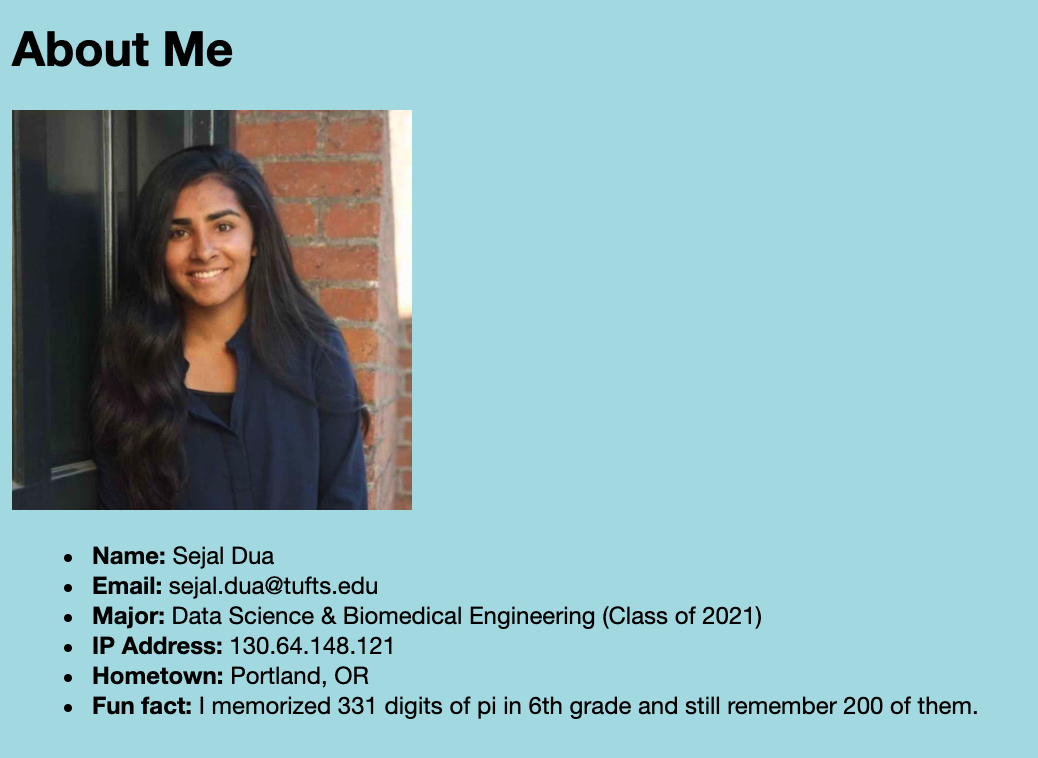 About Me
Name: Sejal Dua
Email: sejal.dua@tufts.edu
Major: Data Science & Biomedical Engineering (Class of 2021)
IP Address: 130.64.148.121
Hometown: Portland, OR
Fun fact: I memorized 331 digits of pi in 6th grade and still remember 200 of them.